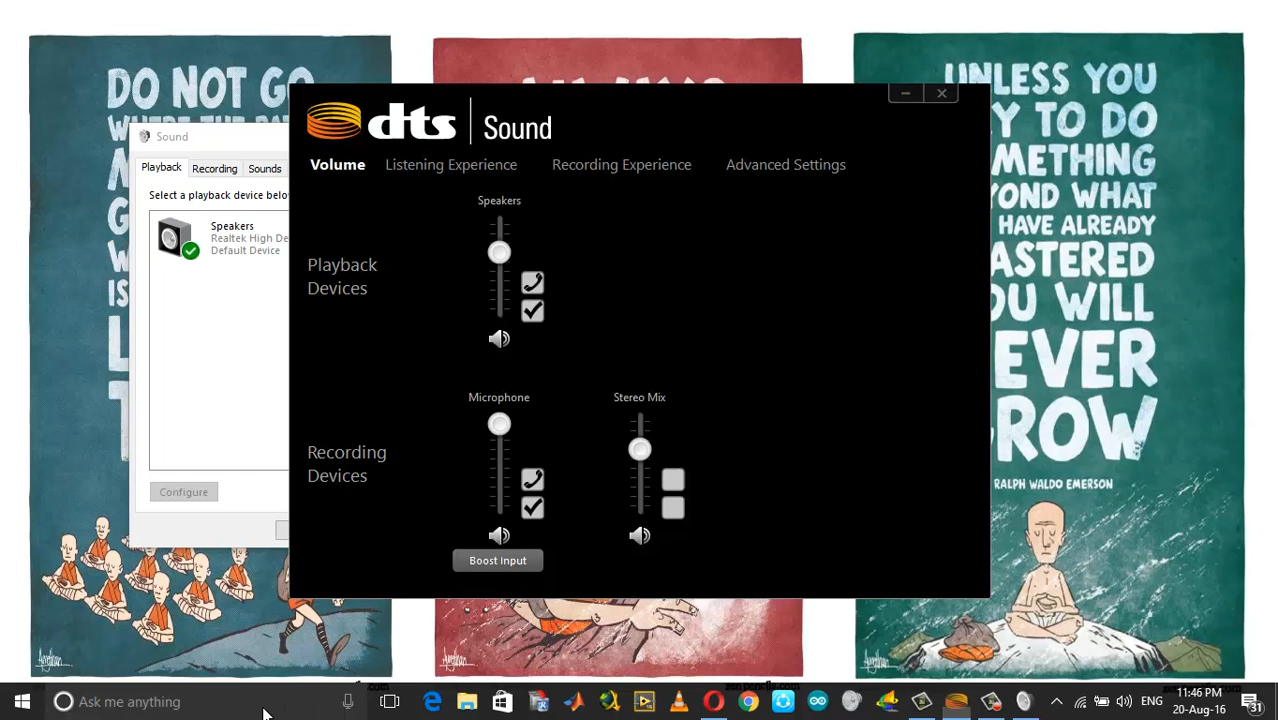 DO NOT GO
UNLESS YOU
Y TO DO
METHING
YOND WHAT
HAVE ALREADY
ASTERED
OU WILL
EVER
ROW
RALPH WALDO EMERSON
Sound
Playback
Recording
Sounds
Select a playback device belo
Speakers
Realtek High De
Default Device
Configure
dts Sound
Volume
Listening Experience
Recording Experience
Advanced Settings
Speakers
Playback
Devices
Microphone
Stereo Mix
Recording
Devices
Boost Input
Ask me anything
ENG
11:46 PM
20-Aug-16
31